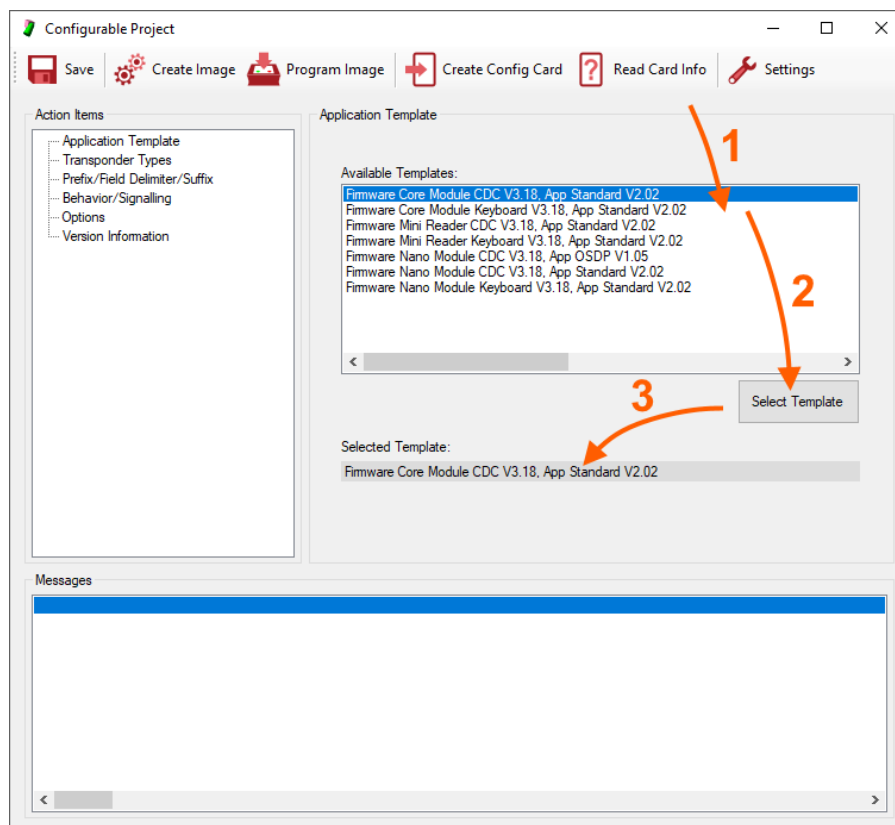 Configurable Project
Save Create Image Program Image Create Config Card Read Card Info Settings
Action Items
Application Template
Transponder Types
Prefix/Field Delimiter/Suffix
Behavior/Signalling
Options
Version Information
Application Template
1
Available Templates:
Firmware Core Module CDC V3.18, App Standard V2.02
Firmware Core Module Keyboard V3.18, App Standard V2.02
Firmware Mini Reader CDC V3.18, App Standard V2.02
Firmware Mini Reader Keyboard V3.18, App Standard V2.02
Firmware Nano Module CDC V3.18, App OSDP V1.05
Firmware Nano Module CDC V3.18, App Standard V2.02
Firmware Nano Module Keyboard V3.18, App Standard V2.02
2
Select Template
3
Selected Template:
Firmware Core Module CDC V3.18, App Standard V2.02
Messages